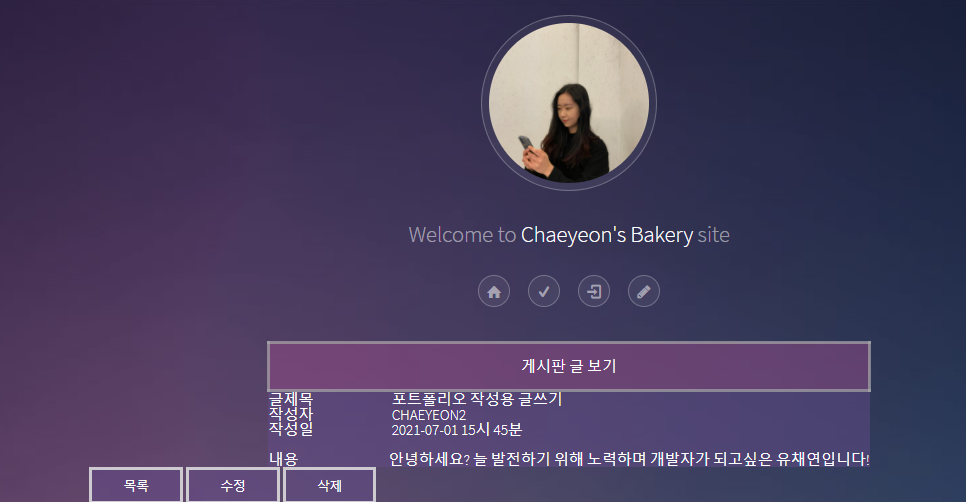 Welcome to Chaeyeon's Bakery site
게시판 글 보기
글제목 포트폴리오 작성용 글쓰기
작성자 CHAEYEON2
작성일 2021-07-01 15시 45분
내용 안녕하세요? 늘 발전하기 위해 노력하며 개발자가 되고싶은 유채연입니다!
목록 수정 삭제